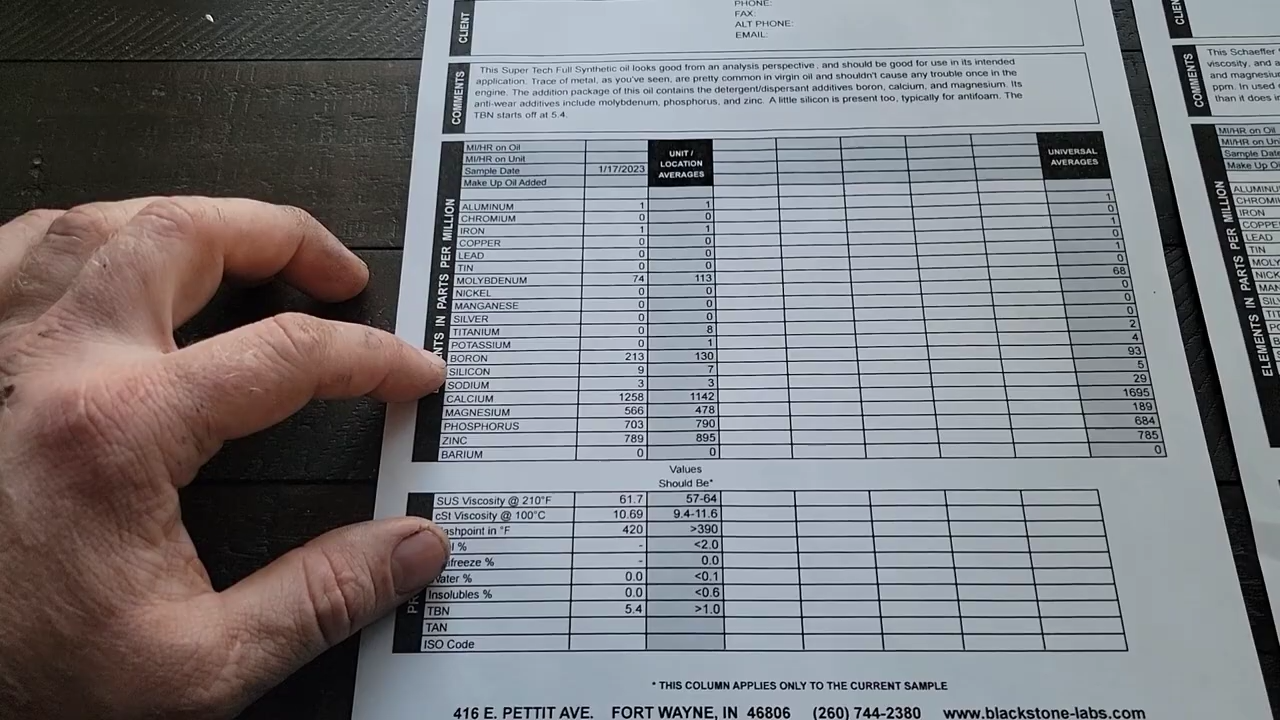 PHONE:
FAX
ALT PHONE:
EMAIL:
CLIENT
COMMENTS
This Super Tech Full Synthetic oil looks good from an analysis perspective, and should be good for use in its intended
application. Trace of metal, as you've seen, are pretty common in virgin oil and shouldn't cause any trouble once in the
engine. The addition package of this oil contains the detergent/dispersant additives boron, calcium, and magnesium. Its
anti-wear additives include molybdenum, phosphorus, and zinc. A little silicon is present too, typically for antifoam. The
TBN starts off at 5.4.
MI/HR on Oil
MI/HR on Unit
Sample Date 1/17/2023
Make Up Oil Added
UNIT /
LOCATION
AVERAGES
UNIVERSAL
AVERAGES
NTS IN PARTS PER MILLION
ALUMINUM 1 1 1
CHROMIUM 0 0 0
IRON 1 1 1
COPPER 0 0 0
LEAD 0 0 1
TIN 0 0 0
MOLYBDENUM 74 113 68
NICKEL 0 0 0
MANGANESE 0 0 0
SILVER 0 0 0
TITANIUM 0 8 2
POTASSIUM 0 1 4
BORON 213 130 93
SILICON 9 7 5
SODIUM 3 3 29
CALCIUM 1258 1142 1695
MAGNESIUM 566 478 189
PHOSPHORUS 703 790 684
ZINC 789 895 785
BARIUM 0 0 0
Values
Should Be*
SUS Viscosity @ 210°F 61.7 57-64
cSt Viscosity @ 100°C 10.69 9.4-11.6
ashpoint in °F 420 >390
l % - <2.0
ifreeze % - 0.0
Water % 0.0 <0.1
Insolubles % 0.0 <0.6
TBN 5.4 >1.0
TAN
ISO Code
* THIS COLUMN APPLIES ONLY TO THE CURRENT SAMPLE
416 E. PETTIT AVE. FORT WAYNE, IN 46806 (260) 744-2380 www.blackstone-labs.com
COMMENTS
This Schaeffer
viscosity, and a
and magnesiu
ppm. In used
than it does i
MI/HR on Oil
MI/HR on Un
Sample Date
Make Up O
ELEMENTS IN PARTS PER MILLION
ALUMINU
CHROMI
IRON
COPPE
LEAD
TIN
MOLY
NICK
MAN
SIL